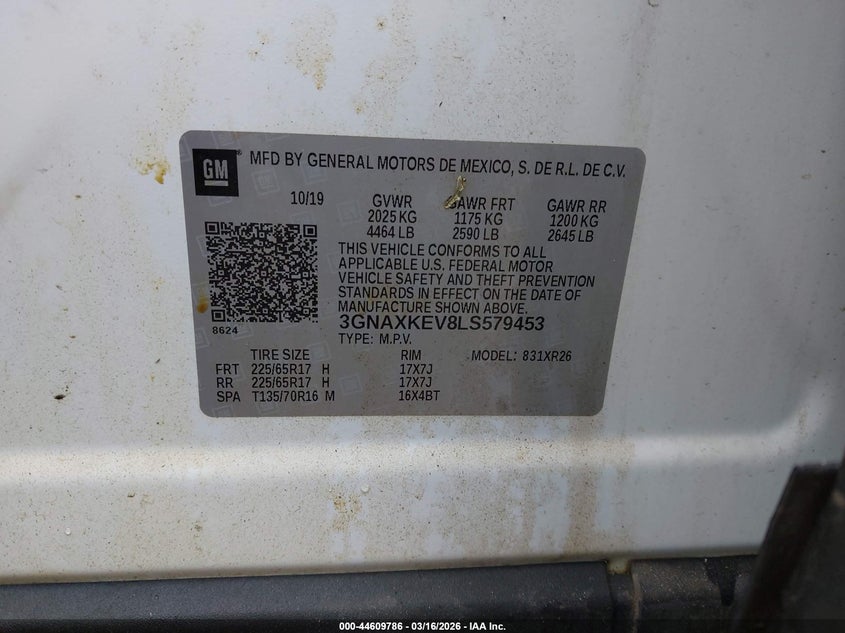 GM
MFD BY GENERAL MOTORS DE MEXICO, S. DE R.L. DE C.V.
10/19 GVWR GAWR FRT GAWR RR
2025 KG 1175 KG 1200 KG
4464 LB 2590 LB 2645 LB
THIS VEHICLE CONFORMS TO ALL
APPLICABLE U.S. FEDERAL MOTOR
VEHICLE SAFETY AND THEFT PREVENTION
STANDARDS IN EFFECT ON THE DATE OF
MANUFACTURE SHOWN ABOVE.
8624
3GNAXKEV8LS579453
TYPE: M.P.V.
TIRE SIZE RIM MODEL: 831XR26
FRT 225/65R17 H 17X7J
RR 225/65R17 H 17X7J
SPA T135/70R16 M 16X4BT
000-44609786 - 03/16/2026 - IAA Inc.